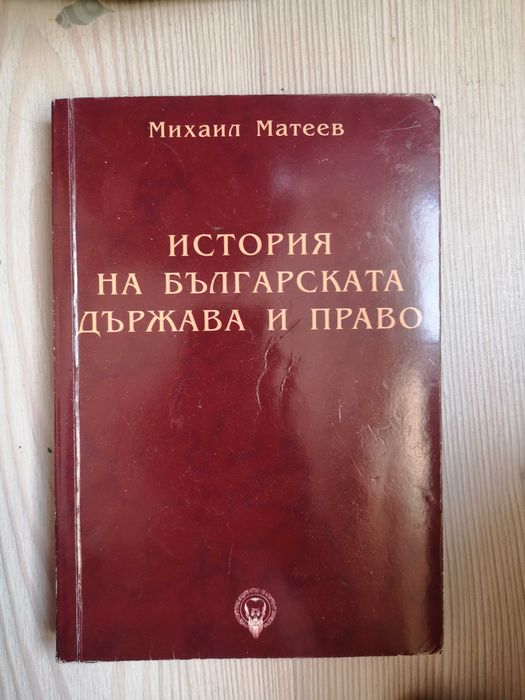 Михаил Матеев
ИСТОРИЯ
НА БЪЛГАРСКАТА
ДЪРЖАВА И ПРАВО